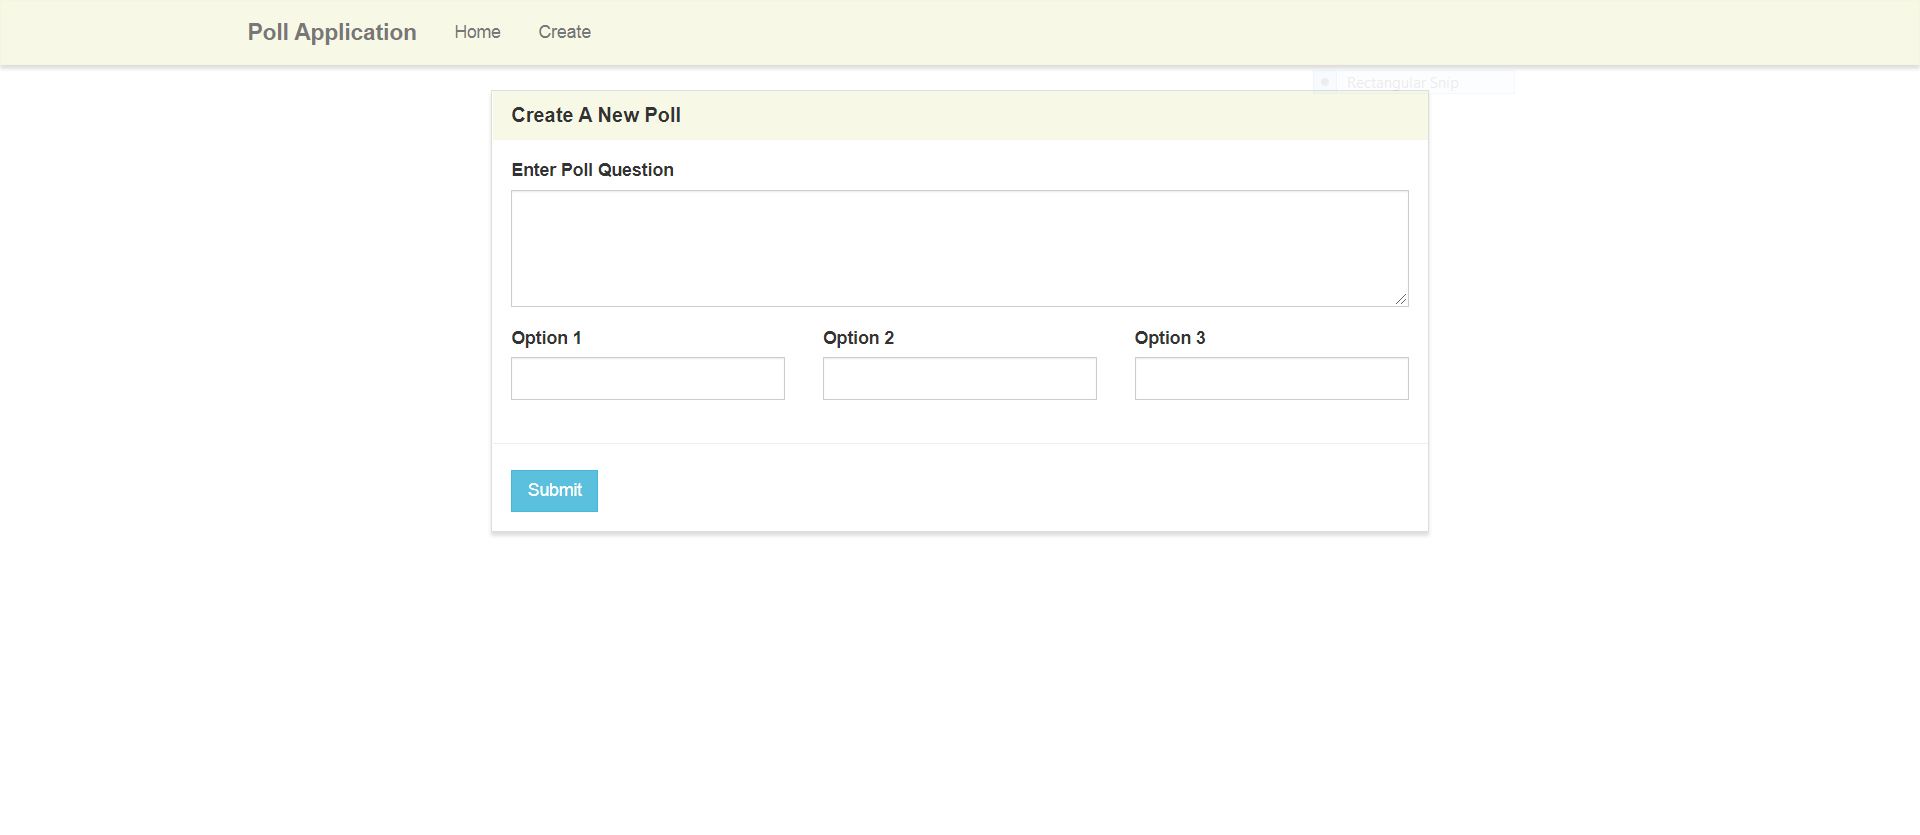 Poll Application Home Create
Rectangular Snip
Create A New Poll
Enter Poll Question
Option 1 Option 2 Option 3
Submit